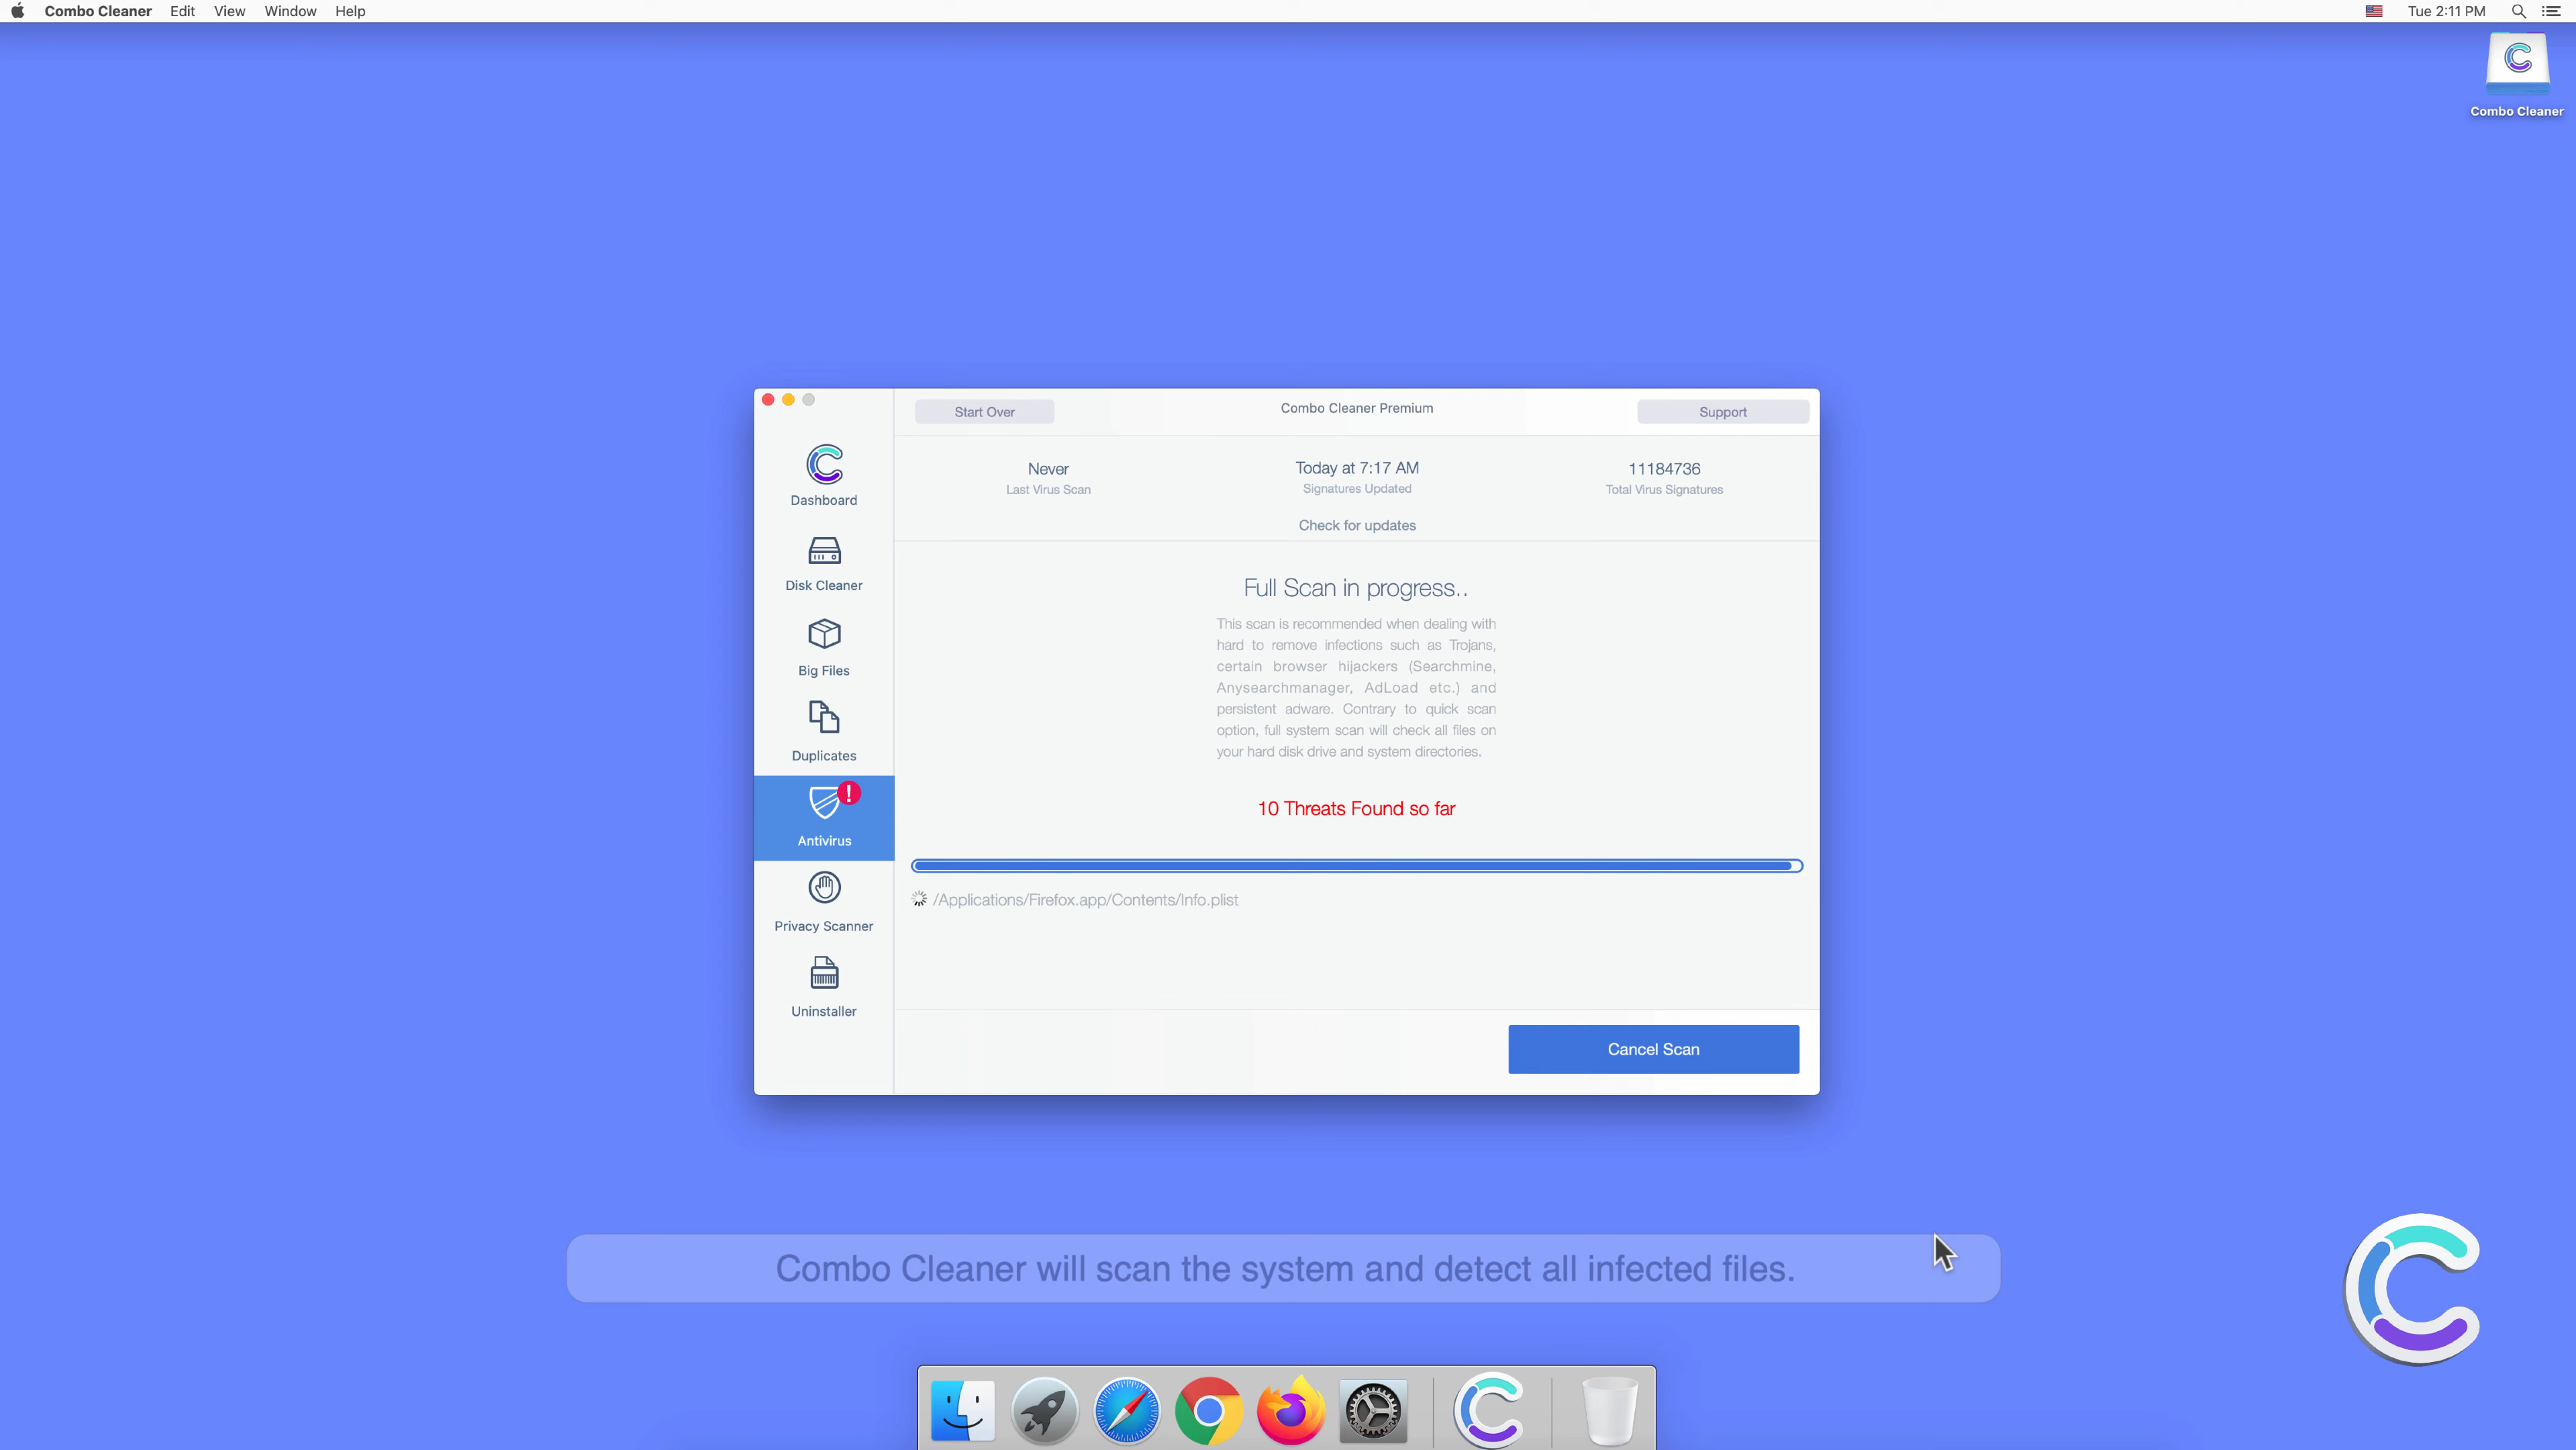 Combo Cleaner Edit View Window Help
Tue 2:11 PM
Combo Cleaner
Start Over
Combo Cleaner Premium
Support
Never
Last Virus Scan
Today at 7:17 AM
Signatures Updated
11184736
Total Virus Signatures
Check for updates
Dashboard
Disk Cleaner
Big Files
Duplicates
!
Antivirus
Privacy Scanner
Uninstaller
Full Scan in progress..
This scan is recommended when dealing with
hard to remove infections such as Trojans,
certain browser hijackers (Searchmine,
Anysearchmanager, AdLoad etc.) and
persistent adware. Contrary to quick scan
option, full system scan will check all files on
your hard disk drive and system directories.
10 Threats Found so far
/Applications/Firefox.app/Contents/Info.plist
Cancel Scan
Combo Cleaner will scan the system and detect all infected files.